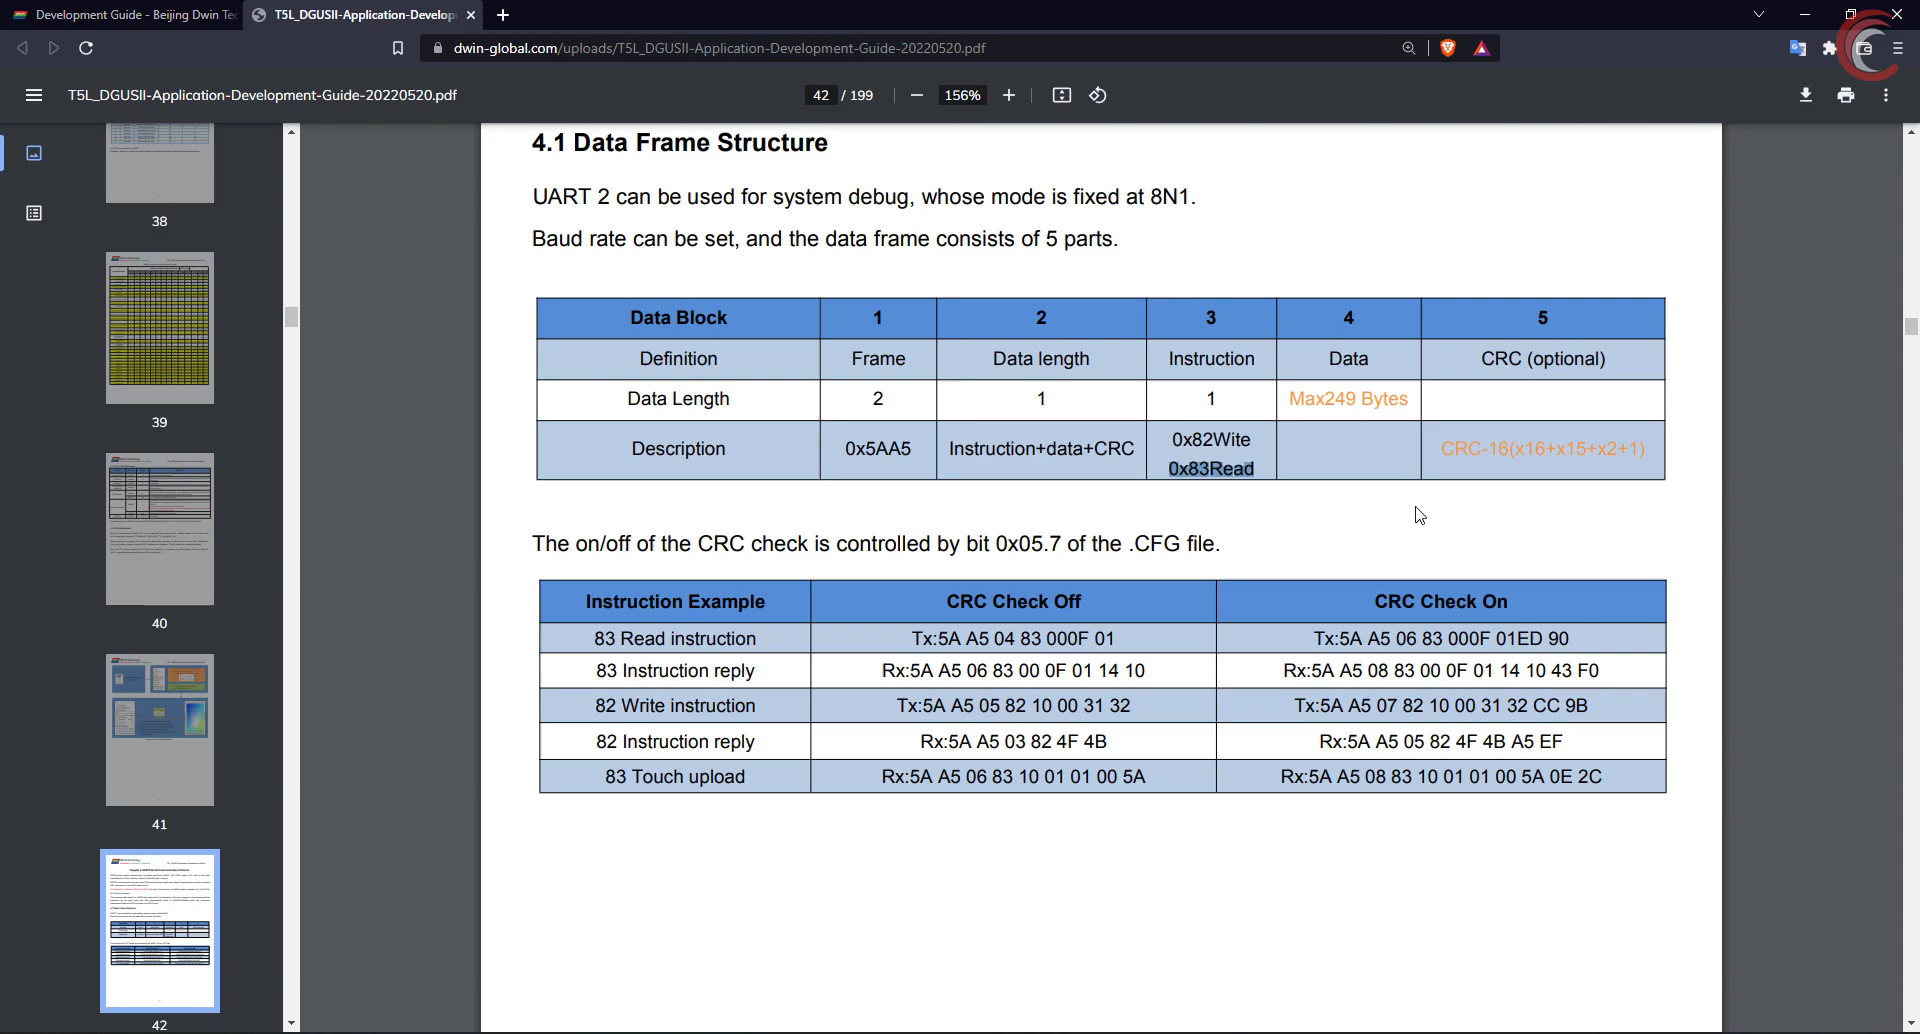 Development Guide - Beijing Dwin Tec
T5L_DGUSII-Application-Develop
dwin-global.com/uploads/T5L_DGUSII-Application-Development-Guide-20220520.pdf
T5L_DGUSII-Application-Development-Guide-20220520.pdf
42 / 199
156%
38
39
40
41
42
4.1 Data Frame Structure
UART 2 can be used for system debug, whose mode is fixed at 8N1.
Baud rate can be set, and the data frame consists of 5 parts.
Data Block 1 2 3 4 5
Definition Frame Data length Instruction Data CRC (optional)
Data Length 2 1 1 Max249 Bytes
Description 0x5AA5 Instruction+data+CRC 0x82Wite 0x83Read CRC-16(x16+x15+x2+1)
The on/off of the CRC check is controlled by bit 0x05.7 of the .CFG file.
Instruction Example CRC Check Off CRC Check On
83 Read instruction Tx:5A A5 04 83 000F 01 Tx:5A A5 06 83 000F 01ED 90
83 Instruction reply Rx:5A A5 06 83 00 0F 01 14 10 Rx:5A A5 08 83 00 0F 01 14 10 43 F0
82 Write instruction Tx:5A A5 05 82 10 00 31 32 Tx:5A A5 07 82 10 00 31 32 CC 9B
82 Instruction reply Rx:5A A5 03 82 4F 4B Rx:5A A5 05 82 4F 4B A5 EF
83 Touch upload Rx:5A A5 06 83 10 01 01 00 5A Rx:5A A5 08 83 10 01 01 00 5A 0E 2C